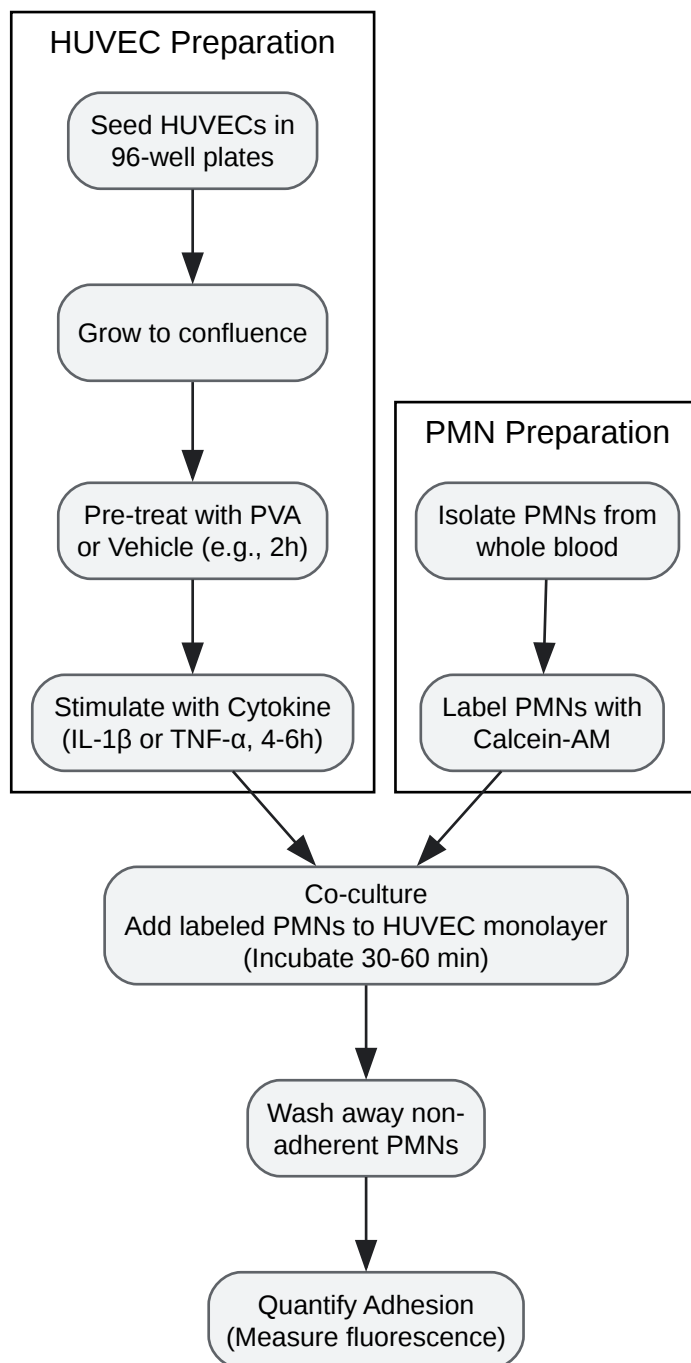 HUVEC Preparation
Seed HUVECs in
96-well plates
Grow to confluence
Pre-treat with PVA
or Vehicle (e.g., 2h)
Stimulate with Cytokine
(IL-1β or TNF-α, 4-6h)
PMN Preparation
Isolate PMNs from
whole blood
Label PMNs with
Calcein-AM
Co-culture
Add labeled PMNs to HUVEC monolayer
(Incubate 30-60 min)
Wash away non-
adherent PMNs
Quantify Adhesion
(Measure fluorescence)